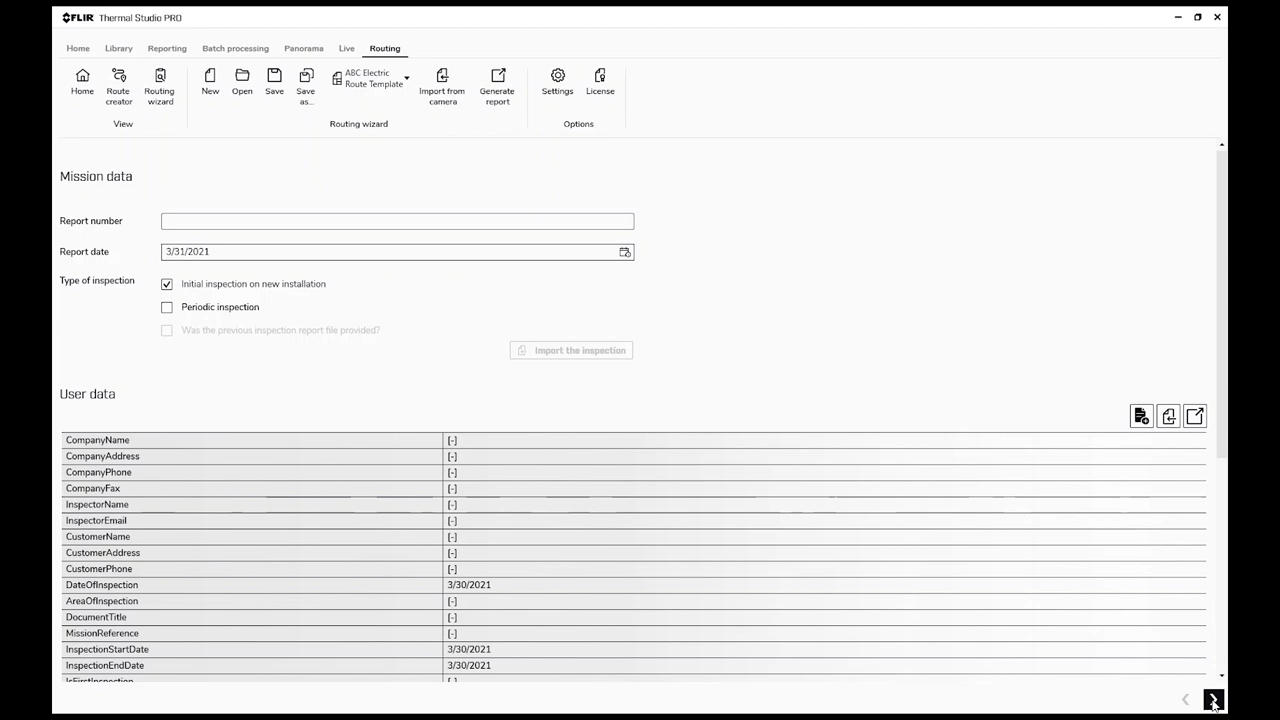 FLIR Thermal Studio PRO
Home Library Reporting Batch processing Panorama Live Routing
Home Route creator Routing wizard New Open Save Save as... ABC Electric Route Template Import from camera Generate report Settings License
View Routing wizard Options
Mission data
Report number
Report date 3/31/2021
Type of inspection Initial inspection on new installation
Periodic inspection
Was the previous inspection report file provided?
Import the inspection
User data
CompanyName [-]
CompanyAddress [-]
CompanyPhone [-]
CompanyFax [-]
InspectorName [-]
InspectorEmail [-]
CustomerName [-]
CustomerAddress [-]
CustomerPhone [-]
DateOfInspection 3/30/2021
AreaOfInspection [-]
DocumentTitle [-]
MissionReference [-]
InspectionStartDate 3/30/2021
InspectionEndDate 3/30/2021
IsFirstInspection